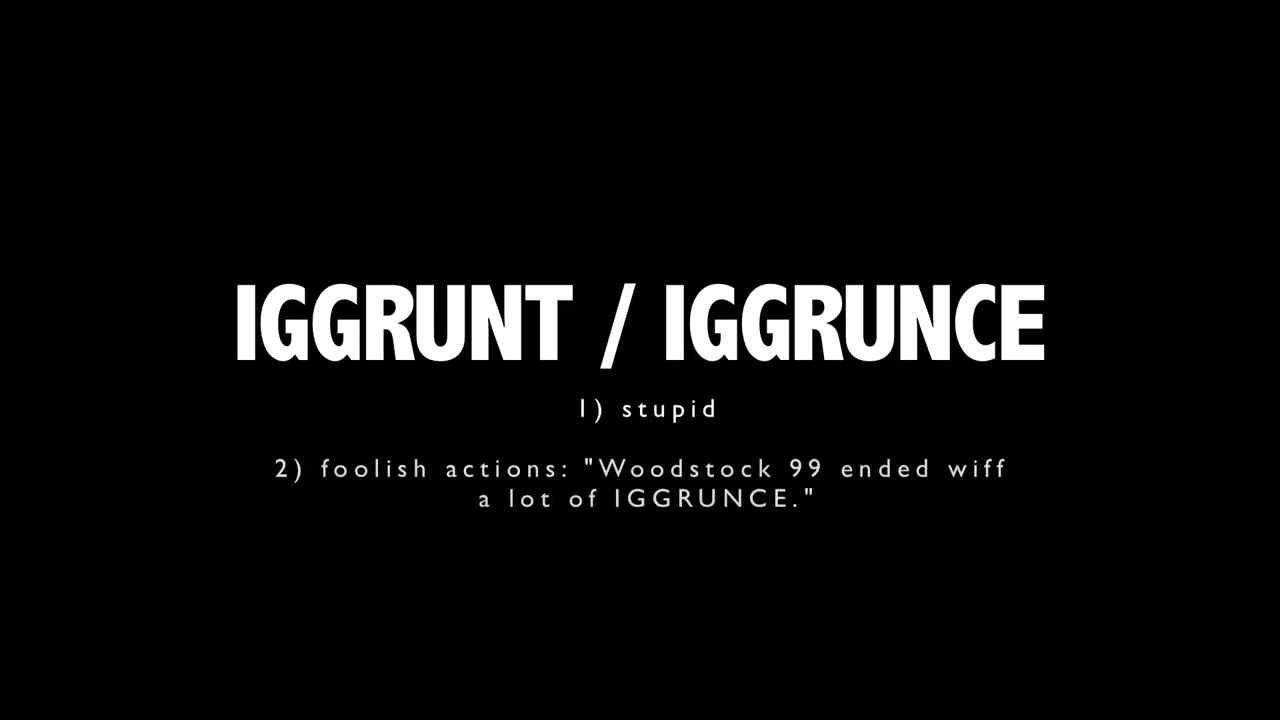 IGGRUNT / IGGRUNCE
1) stupid
2) foolish actions: "Woodstock 99 ended wiff
a lot of IGGRUNCE."